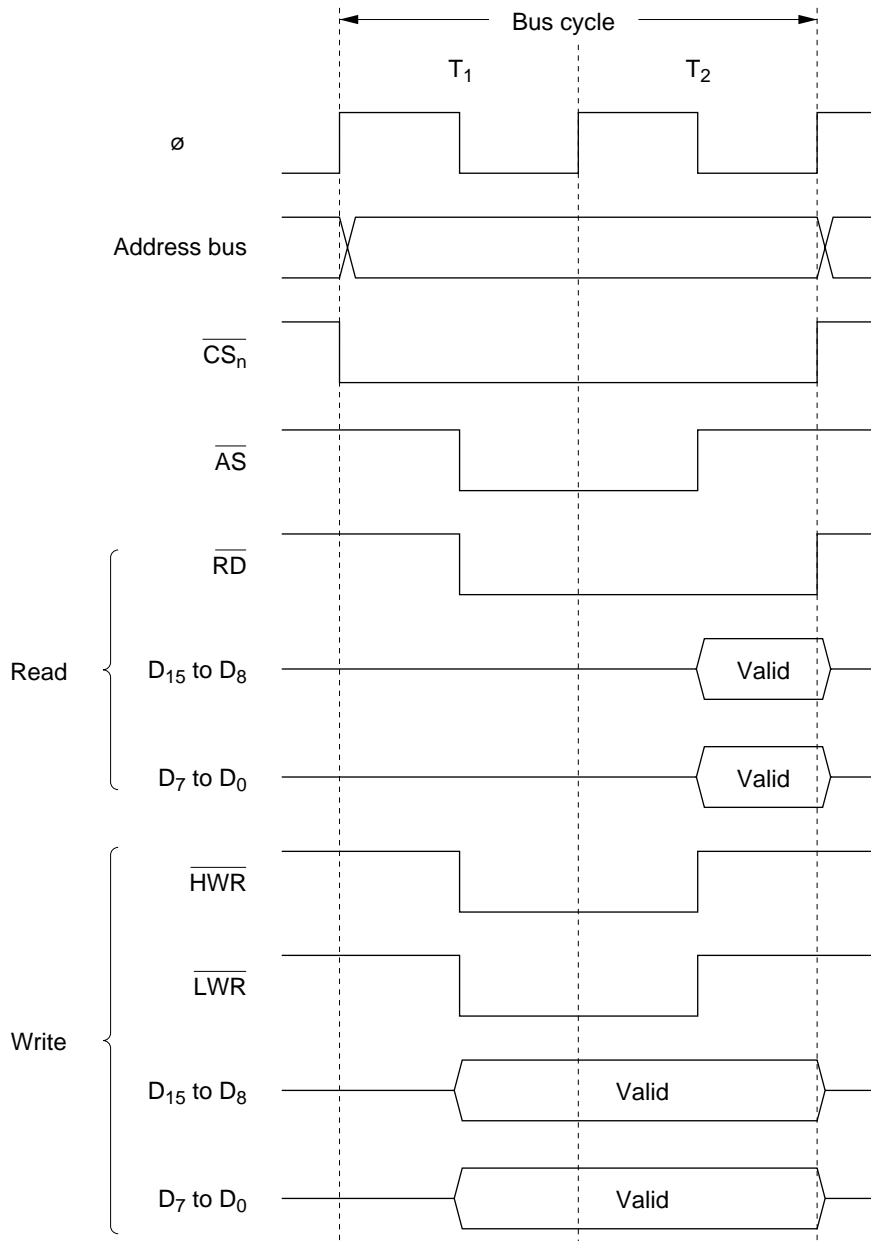 Bus cycle
T1 T2
ø
Address bus
CSn
AS
RD
Read
D15 to D8 Valid
D7 to D0 Valid
HWR
LWR
Write
D15 to D8 Valid
D7 to D0 Valid